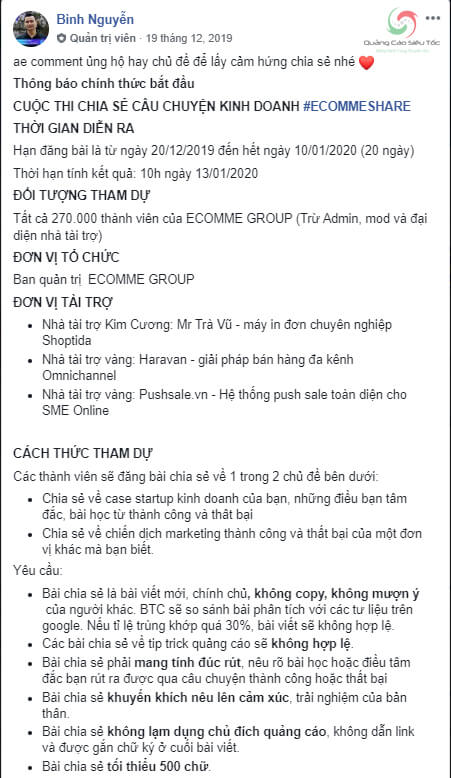 Binh Nguyễn
Quản trị viên · 19 tháng 12, 2019
Quảng Cáo Siêu Tốc
ae comment ủng hộ hay chủ đề để lấy cảm hứng chia sẻ nhé ❤️
Thông báo chính thức bắt đầu
CUỘC THI CHIA SẺ CÂU CHUYỆN KINH DOANH #ECOMMESHARE
THỜI GIAN DIỄN RA
Hạn đăng bài là từ ngày 20/12/2019 đến hết ngày 10/01/2020 (20 ngày)
Thời hạn tính kết quả: 10h ngày 13/01/2020
ĐỐI TƯỢNG THAM DỰ
Tất cả 270.000 thành viên của ECOMME GROUP (Trừ Admin, mod và đại
diện nhà tài trợ)
ĐƠN VỊ TỔ CHỨC
Ban quản trị ECOMME GROUP
ĐƠN VỊ TÀI TRỢ
• Nhà tài trợ Kim Cương: Mr Trà Vũ - máy in đơn chuyên nghiệp
Shoptida
• Nhà tài trợ vàng: Haravan - giải pháp bán hàng đa kênh
Omnichannel
• Nhà tài trợ vàng: Pushsale.vn - Hệ thống push sale toàn diện cho
SME Online
CÁCH THỨC THAM DỰ
Các thành viên sẽ đăng bài chia sẻ về 1 trong 2 chủ đề bên dưới:
• Chia sẻ về case startup kinh doanh của bạn, những điều bạn tâm
đắc, bài học từ thành công và thất bại
• Chia sẻ về chiến dịch marketing thành công và thất bại của một đơn
vị khác mà bạn biết.
Yêu cầu:
• Bài chia sẻ là bài viết mới, chính chủ, không copy, không mượn ý
của người khác. BTC sẽ so sánh bài phân tích với các tư liệu trên
google. Nếu tỉ lệ trùng khớp quá 30%, bài viết sẽ không hợp lệ.
• Các bài chia sẻ về tip trick quảng cáo sẽ không hợp lệ.
• Bài chia sẻ phải mang tính đúc rút, nêu rõ bài học hoặc điều tâm
đắc bạn rút ra được qua câu chuyện thành công hoặc thất bại
• Bài chia sẻ khuyến khích nêu lên cảm xúc, trải nghiệm của bản
thân.
• Bài chia sẻ không lạm dụng chủ đích quảng cáo, không dẫn link
và được gắn chữ ký ở cuối bài viết.
• Bài chia sẻ tối thiểu 500 chữ.